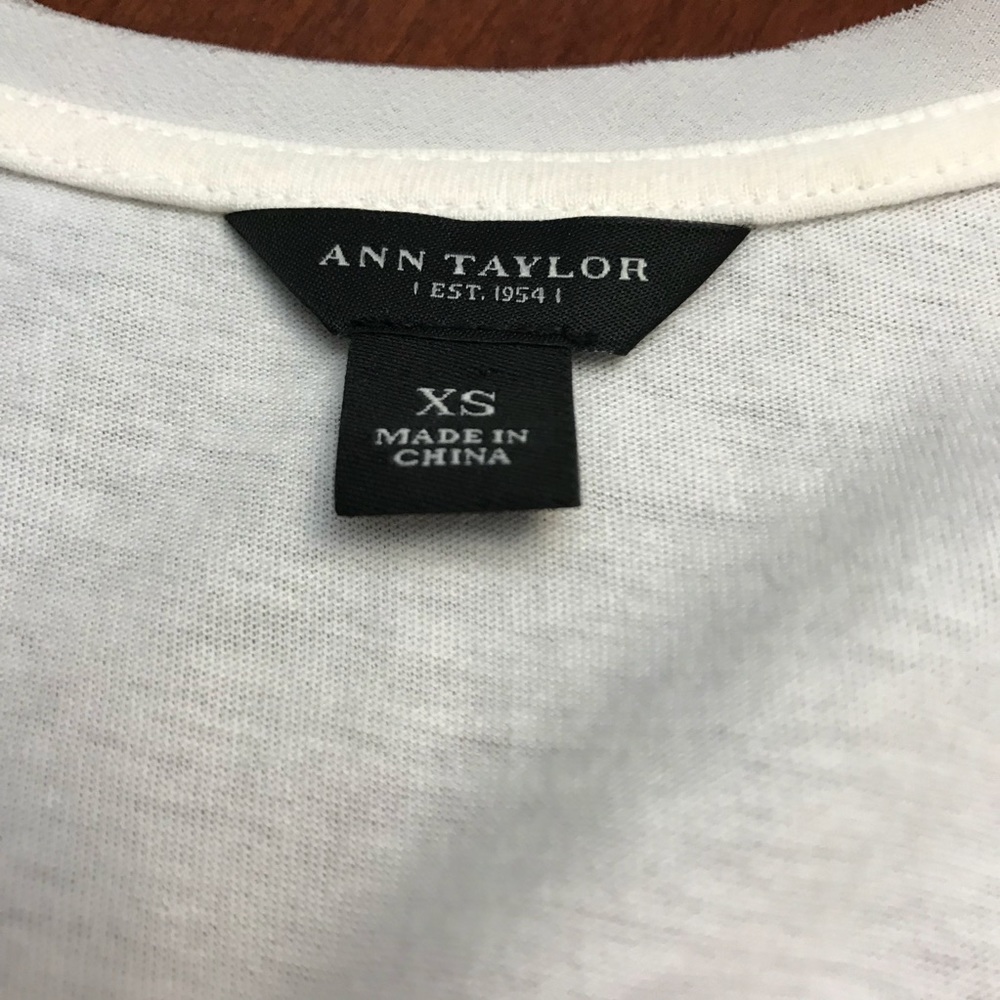 ANN TAYLOR
| EST. 1954 |
XS
MADE IN
CHINA